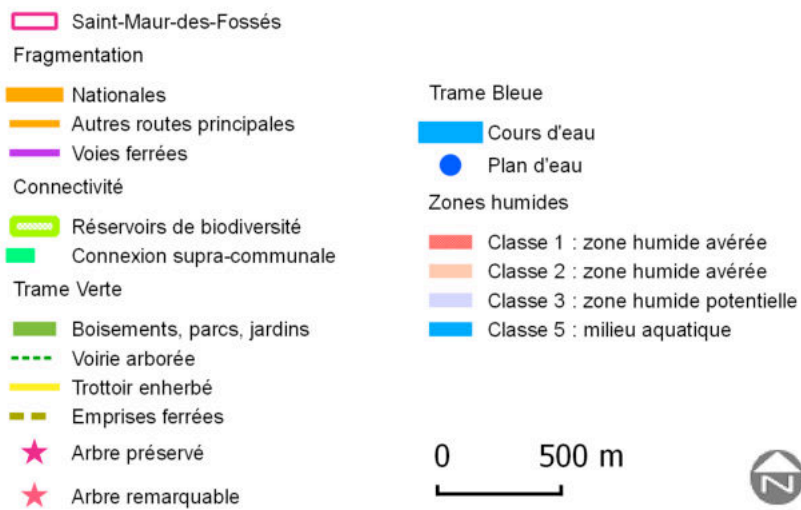 Saint-Maur-des-Fossés
Fragmentation
Nationales
Autres routes principales
Voies ferrées
Connectivité
Réservoirs de biodiversité
Connexion supra-communale
Trame Verte
Boisements, parcs, jardins
Voirie arborée
Trottoir enherbé
Emprises ferrées
Arbre préservé
Arbre remarquable
Trame Bleue
Cours d'eau
Plan d'eau
Zones humides
Classe 1 : zone humide avérée
Classe 2 : zone humide avérée
Classe 3 : zone humide potentielle
Classe 5 : milieu aquatique
0 500 m
N